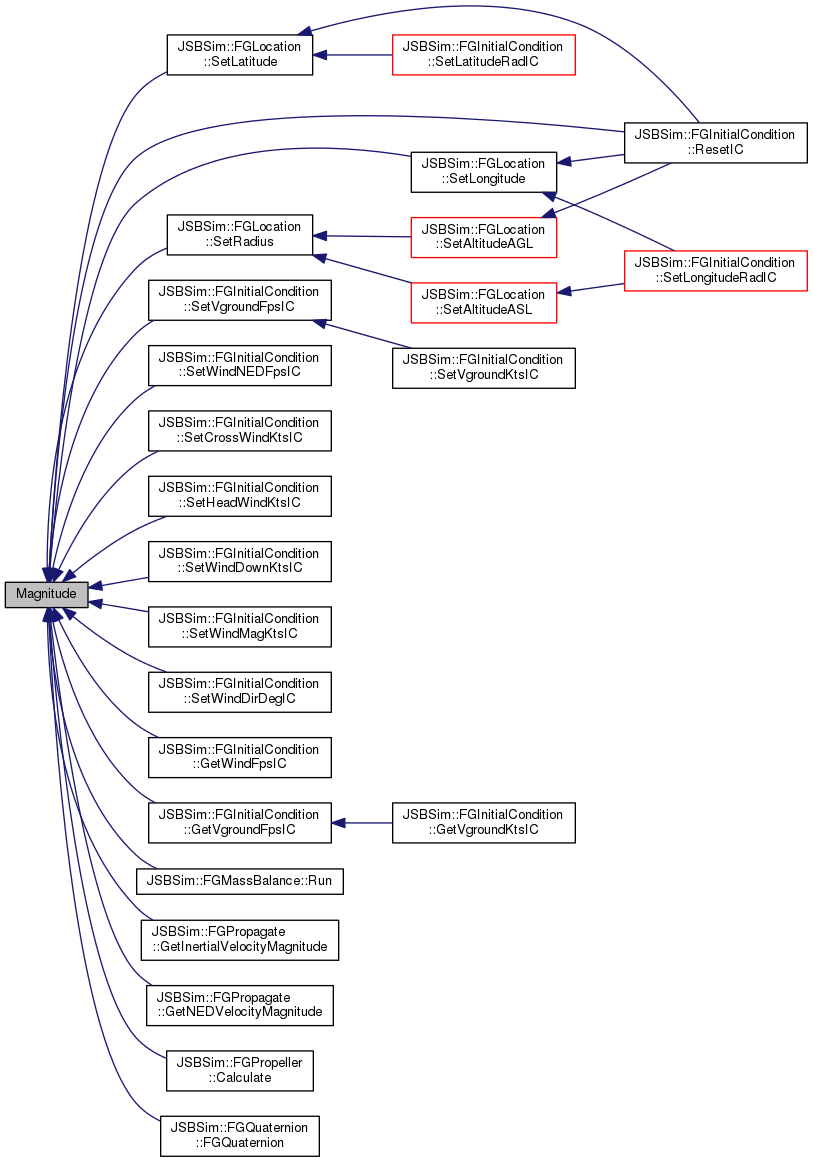 JSBSim::FGLocation
::SetLatitude
JSBSim::FGInitialCondition
::SetLatitudeRadIC
JSBSim::FGInitialCondition
::ResetIC
JSBSim::FGLocation
::SetLongitude
JSBSim::FGLocation
::SetRadius
JSBSim::FGLocation
::SetAltitudeAGL
JSBSim::FGInitialCondition
::SetLongitudeRadIC
JSBSim::FGInitialCondition
::SetVgroundFpsIC
JSBSim::FGLocation
::SetAltitudeASL
JSBSim::FGInitialCondition
::SetWindNEDFpsIC
JSBSim::FGInitialCondition
::SetVgroundKtsIC
JSBSim::FGInitialCondition
::SetCrossWindKtsIC
JSBSim::FGInitialCondition
::SetHeadWindKtsIC
JSBSim::FGInitialCondition
::SetWindDownKtsIC
Magnitude
JSBSim::FGInitialCondition
::SetWindMagKtsIC
JSBSim::FGInitialCondition
::SetWindDirDegIC
JSBSim::FGInitialCondition
::GetWindFpsIC
JSBSim::FGInitialCondition
::GetVgroundFpsIC
JSBSim::FGInitialCondition
::GetVgroundKtsIC
JSBSim::FGMassBalance::Run
JSBSim::FGPropagate
::GetInertialVelocityMagnitude
JSBSim::FGPropagate
::GetNEDVelocityMagnitude
JSBSim::FGPropeller
::Calculate
JSBSim::FGQuaternion
::FGQuaternion